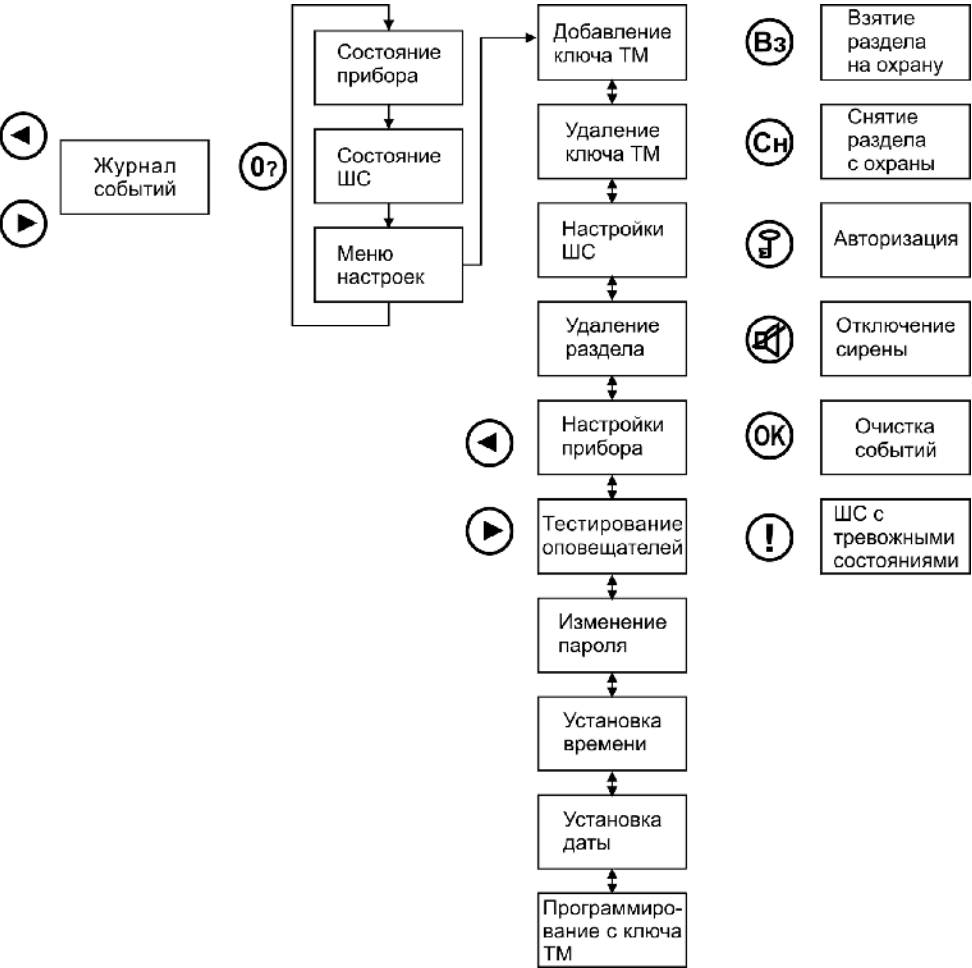 Журнал
событий
0?
Состояние
прибора
Состояние
ШС
Меню
настроек
Добавление
ключа ТМ
Удаление
ключа ТМ
Настройки
ШС
Удаление
раздела
Настройки
прибора
Тестирование
оповещателей
Изменение
пароля
Установка
времени
Установка
даты
Программиро-
вание с ключа
ТМ
Вз
Взятие
раздела
на охрану
Сн
Снятие
раздела
с охраны
Авторизация
Отключение
сирены
ОК
Очистка
событий
!
ШС с
тревожными
состояниями